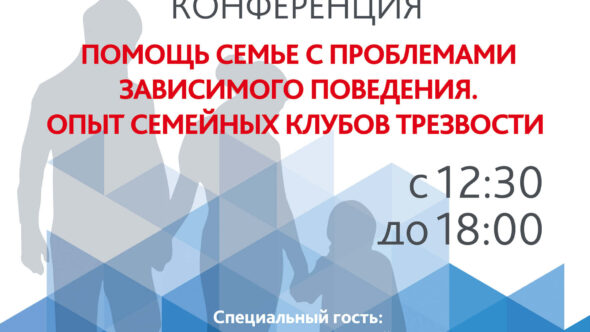 КОНФЕРЕНЦИЯ
ПОМОЩЬ СЕМЬЕ С ПРОБЛЕМАМИ
ЗАВИСИМОГО ПОВЕДЕНИЯ.
ОПЫТ СЕМЕЙНЫХ КЛУБОВ ТРЕЗВОСТИ
с 12:30
до 18:00
Специальный гость: